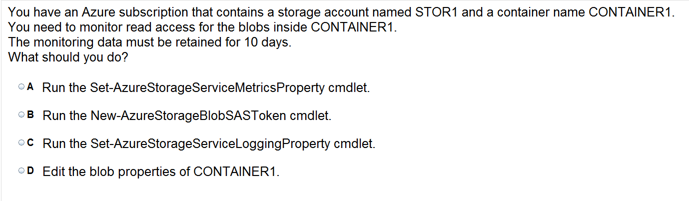 You have an Azure subscription that contains a storage account named STOR1 and a container name CONTAINER1.
You need to monitor read access for the blobs inside CONTAINER1.
The monitoring data must be retained for 10 days.
What should you do?
A Run the Set-AzureStorageServiceMetricsProperty cmdlet.
B Run the New-AzureStorageBlobSASToken cmdlet.
C Run the Set-AzureStorageServiceLoggingProperty cmdlet.
D Edit the blob properties of CONTAINER1.